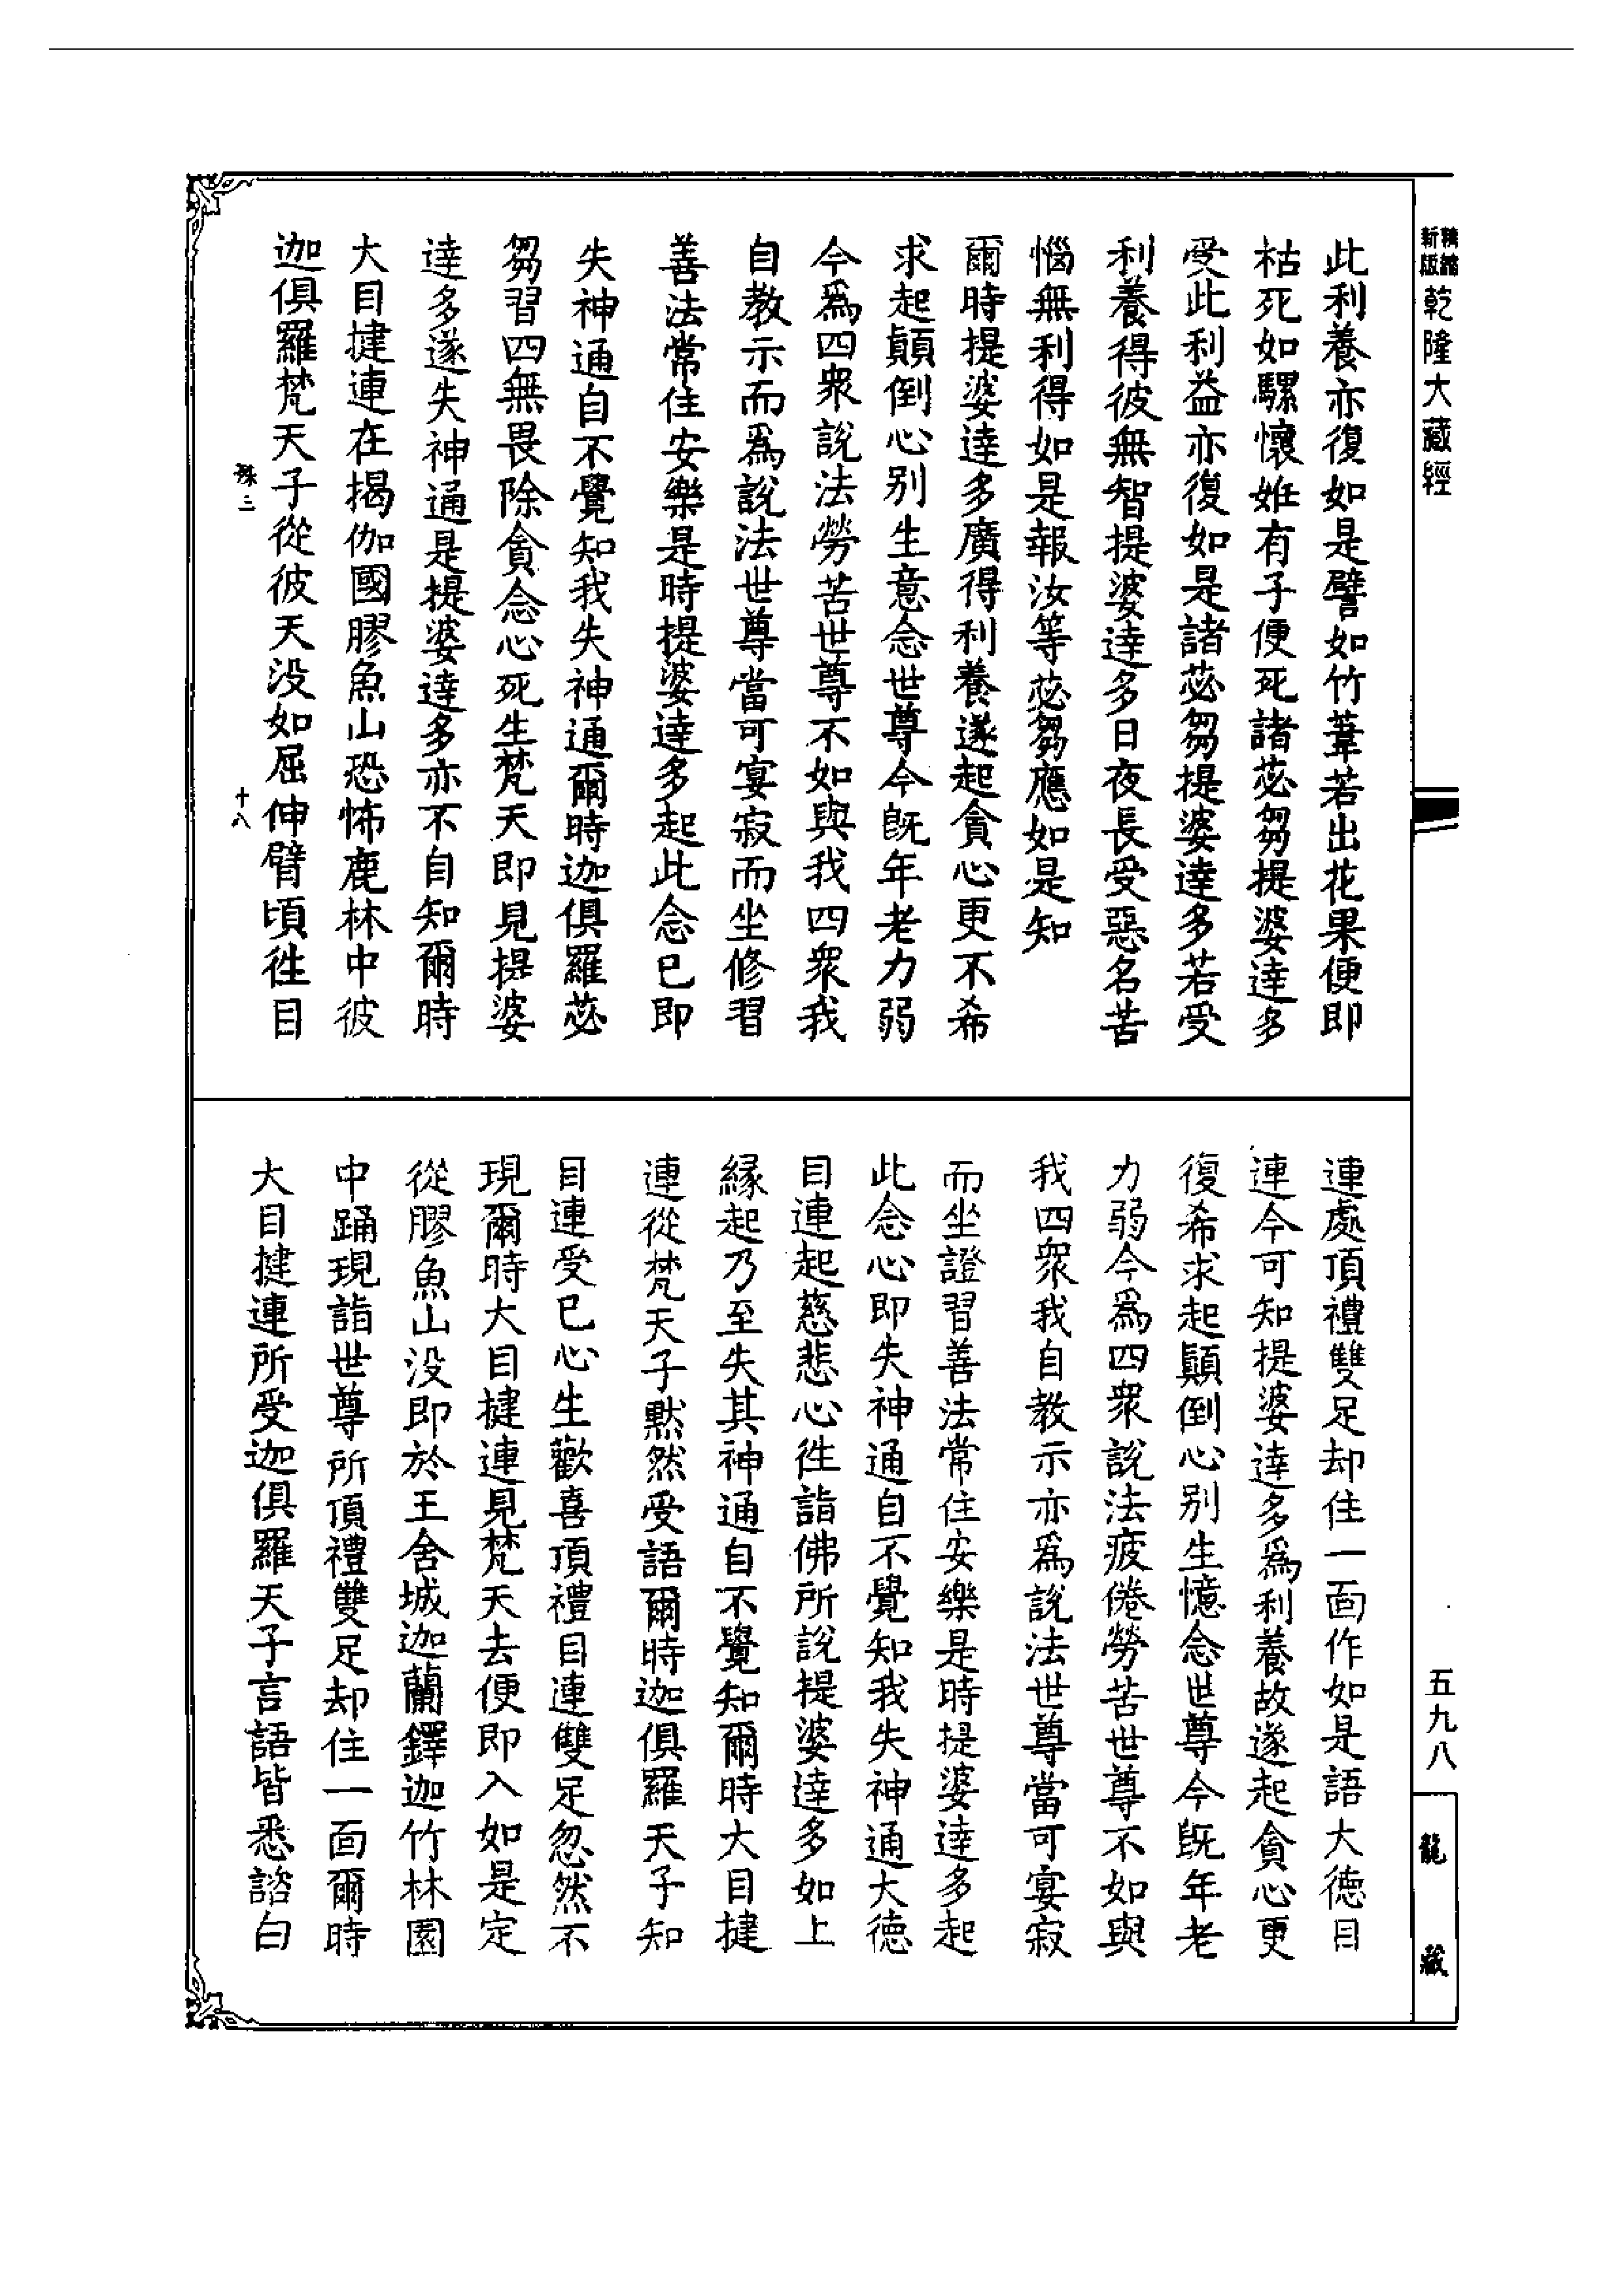 新版
精縮
乾隆大藏經
此利養亦復如是譬如竹葦若出花果便即
枯死如騾懷姙有子便死諸苾芻提婆達多
受此利益亦復如是諸苾芻提婆達多若受
利養得彼無智提婆達多日夜長受惡名苦
惱無利得如是報汝等苾芻應如是知
爾時提婆達多廣得利養遂起貪心更不希
求起顛倒心别生意念世尊今既年老力弱
今爲四衆說法勞苦世尊不如與我四衆我
自教示而爲說法世尊當可宴寂而坐修習
善法常住安樂是時提婆達多起此念已即
失神通自不覺知我失神通爾時迦俱羅苾
芻習四無畏除貪念心死生梵天即見提婆
達多遂失神通是提婆達多亦不自知爾時
大目揵連在揭伽國膠魚山恐怖鹿林中彼
迦俱羅梵天子從彼天没如屈伸臂頃徃目
殊三
十八
連處頂禮雙足却住一面作如是語大德目
連今可知提婆達多爲利養故遂起貪心更
復希求起顛倒心别生憶念世尊今既年老
力弱今爲四衆說法疲倦勞苦世尊不如與
我四衆我自教示亦爲說法世尊當可宴寂
而坐證習善法常住安樂是時提婆達多起
此念心即失神通自不覺知我失神通大德
目連起慈悲心徃詣佛所說提婆達多如上
緣起乃至失其神通自不覺知爾時大目揵
連從梵天子默然受語爾時迦俱羅天子知
目連受已心生歡喜頂禮目連雙足忽然不
現爾時大目揵連見梵天去便即入如是定
從膠魚山没即於王舍城迦蘭鐸迦竹林園
中踊現詣世尊所頂禮雙足却住一面爾時
大目揵連所受迦俱羅天子言語皆悉諮白
五九八
龍藏